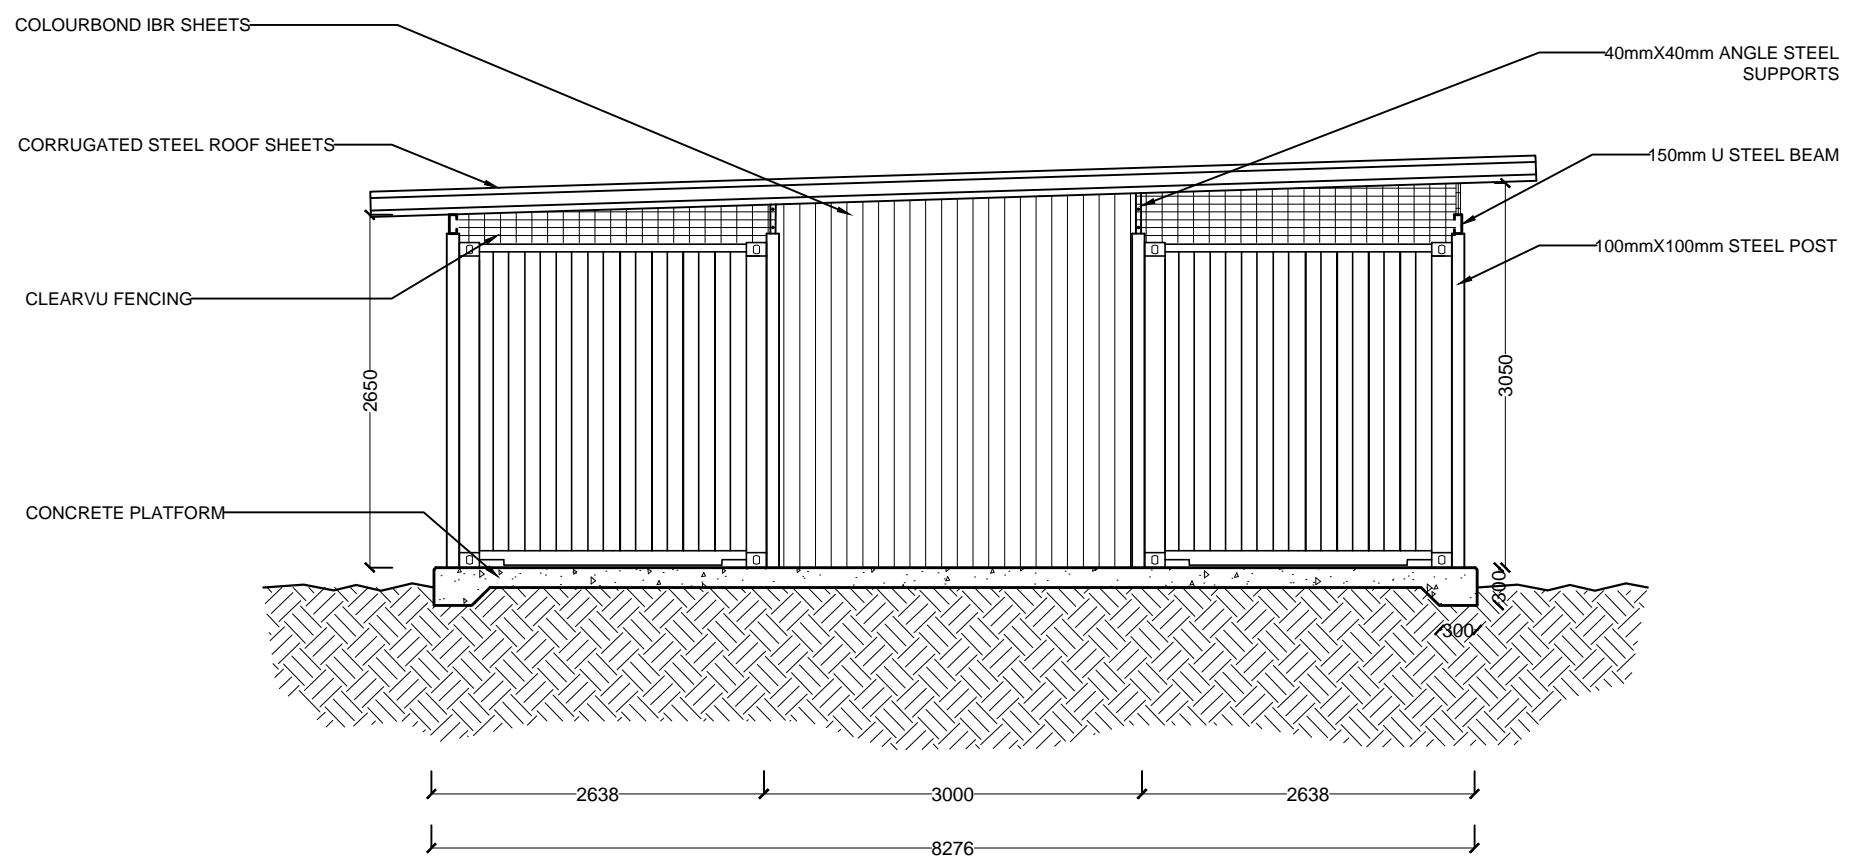 COLOURBOND IBR SHEETS
40mmX40mm ANGLE STEEL
SUPPORTS
CORRUGATED STEEL ROOF SHEETS
150mm U STEEL BEAM
100mmX100mm STEEL POST
CLEARVU FENCING
2650
3050
CONCRETE PLATFORM
300
300
2638
3000
2638
8276